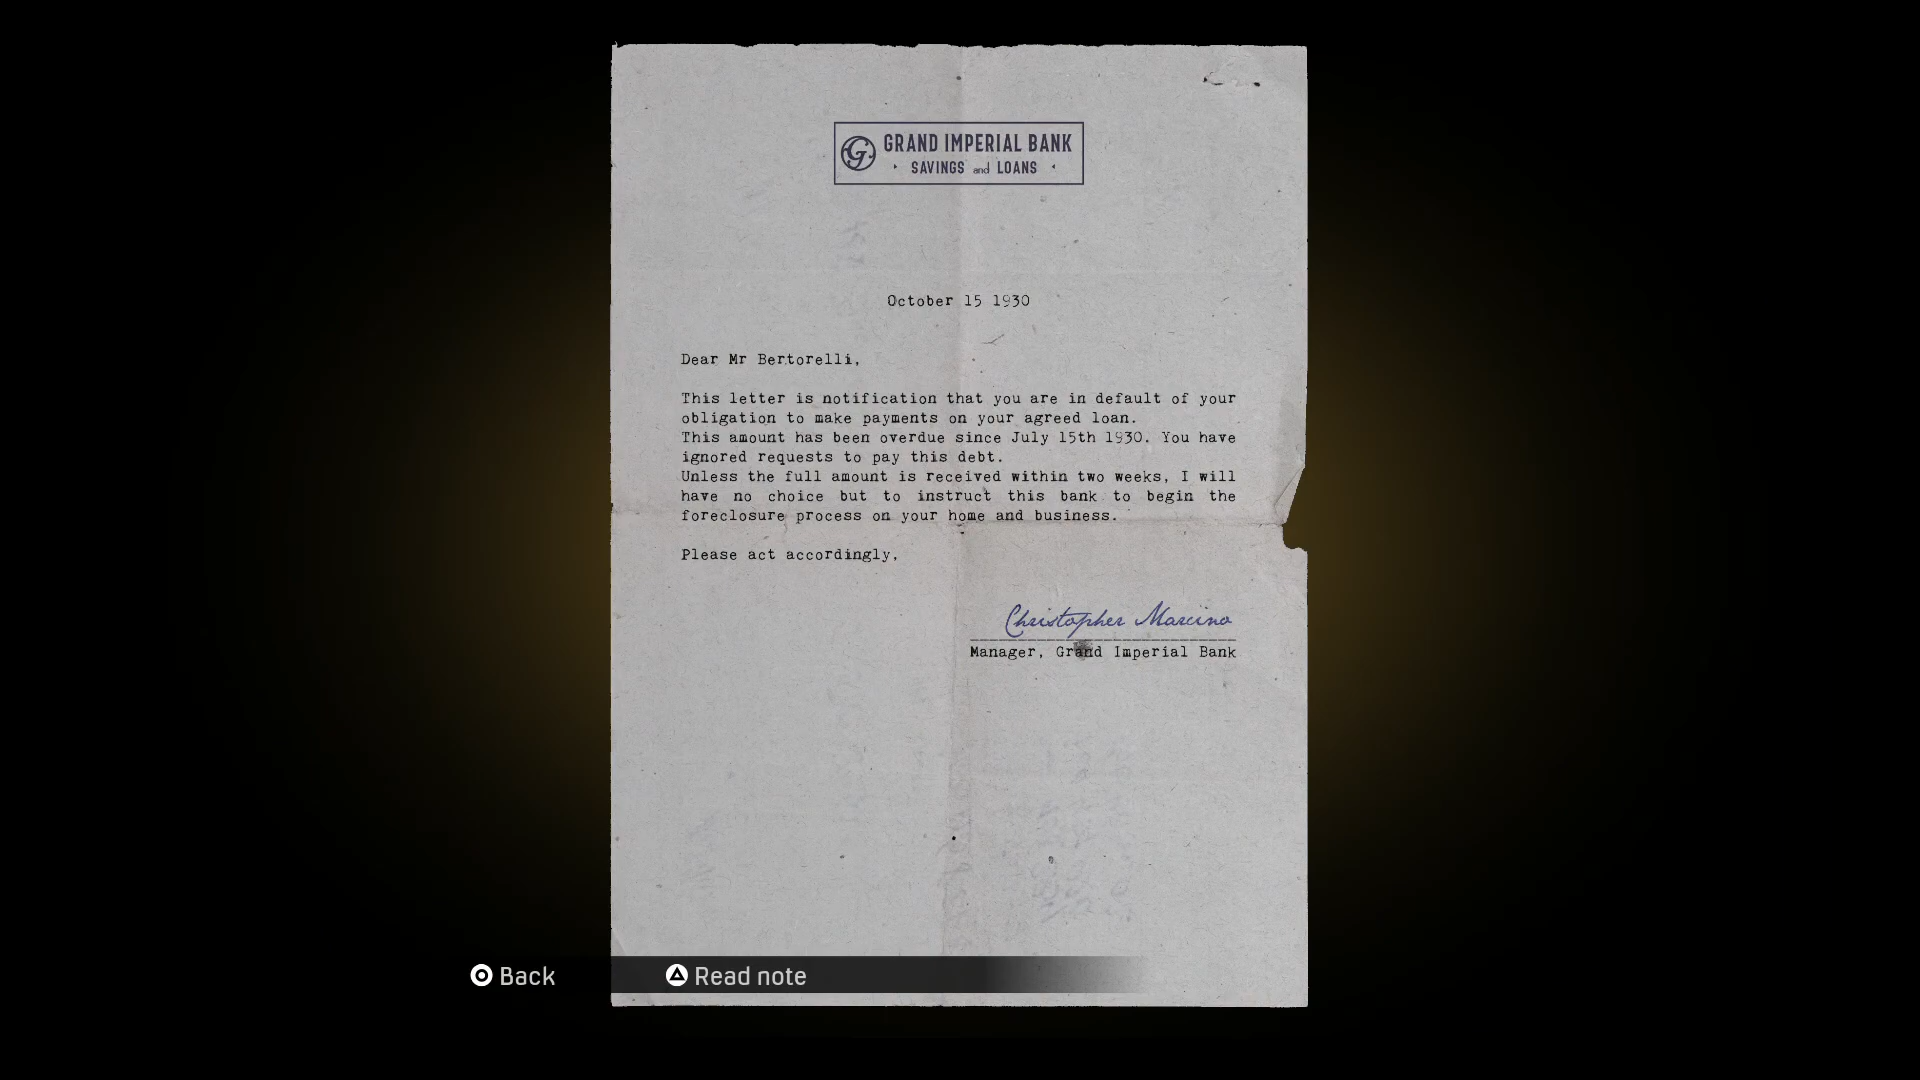 GRAND IMPERIAL BANK
SAVINGS and LOANS
October 15 1930
Dear Mr Bertorelli,
This letter is notification that you are in default of your
obligation to make payments on your agreed loan.
This amount has been overdue since July 15th 1930. You have
ignored requests to pay this debt.
Unless the full amount is received within two weeks, I will
have no choice but to instruct this bank to begin the
foreclosure process on your home and business.
Please act accordingly,
Christopher Marcino
Manager, Grand Imperial Bank
Back
Read note